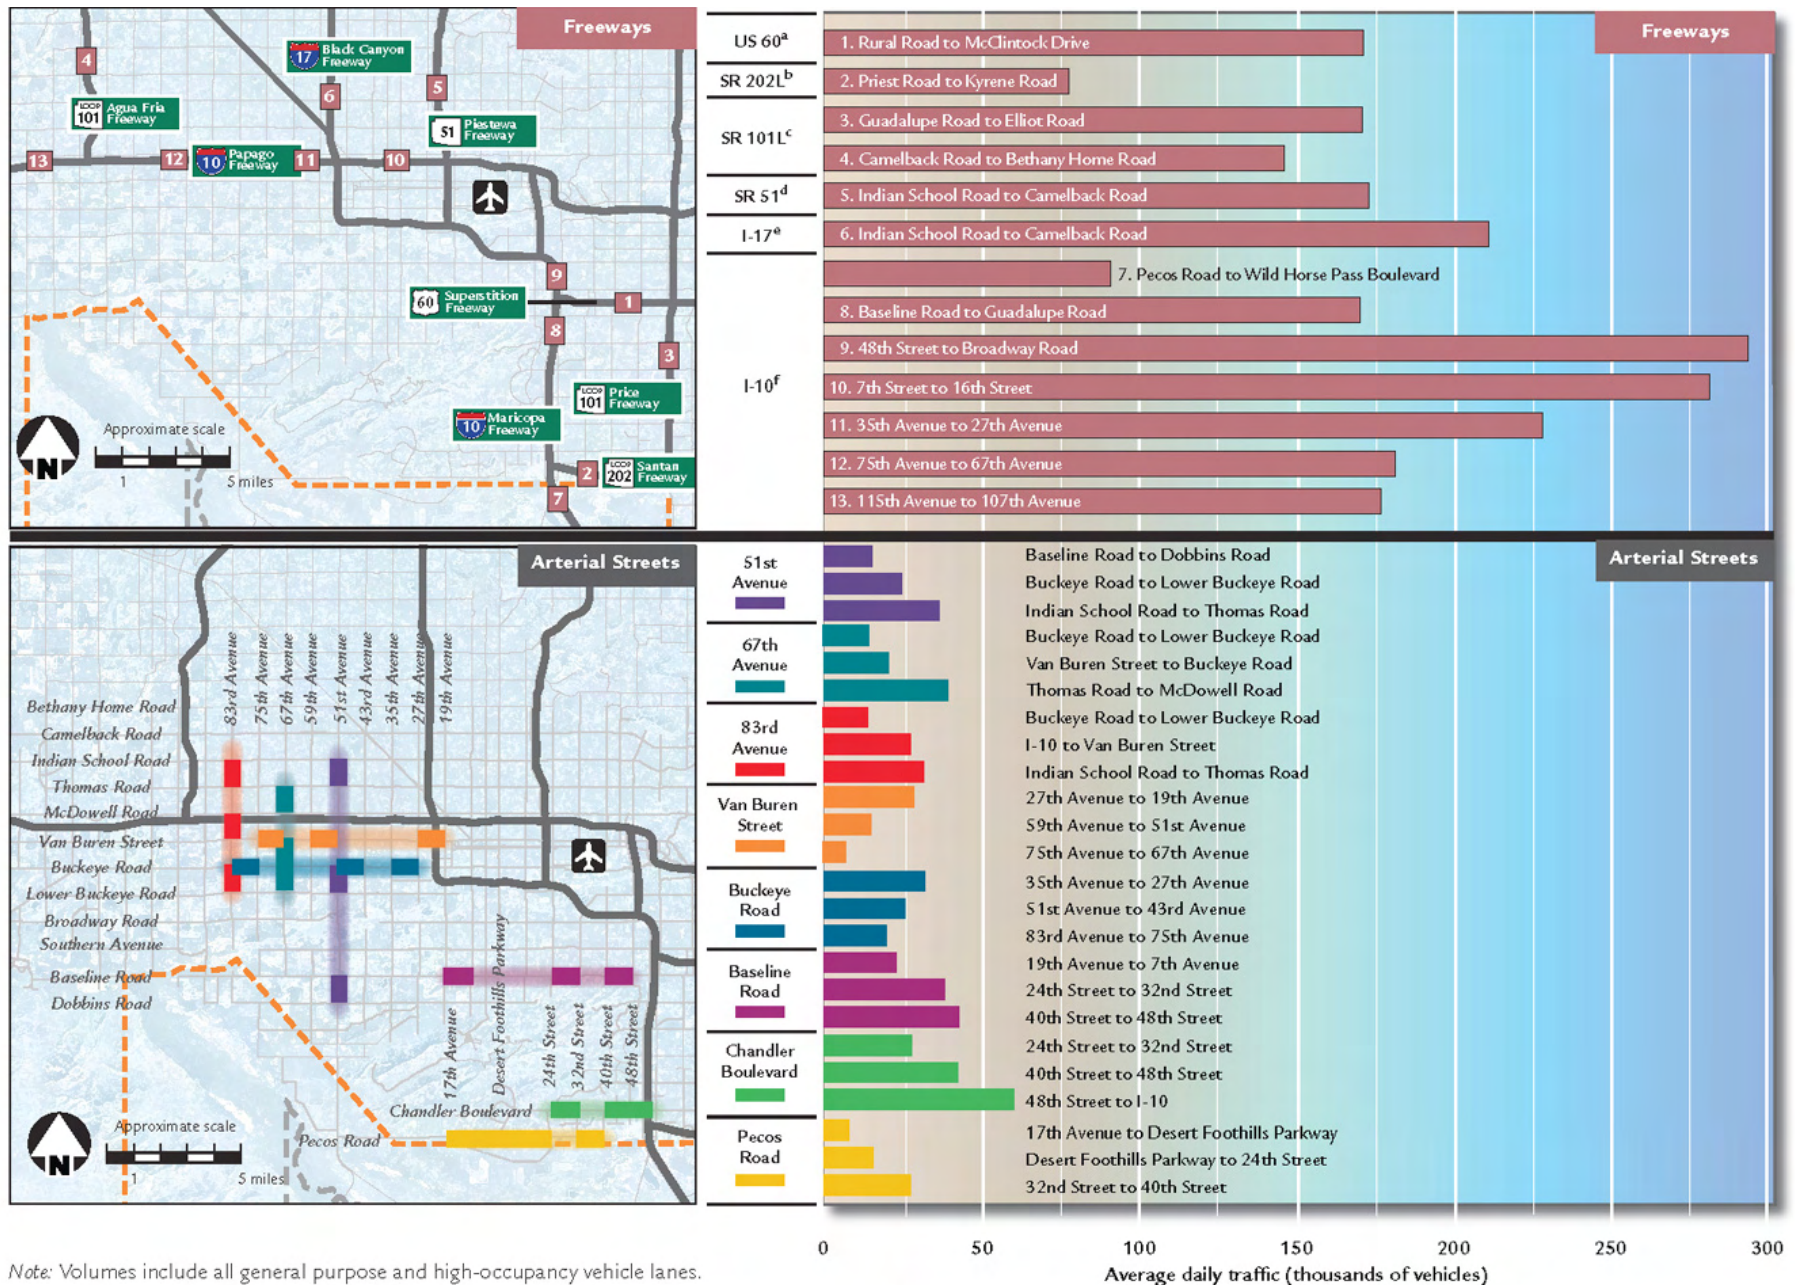 Freeways
4
17 Black Canyon Freeway
6
5
LOOP 101 Agua Fria Freeway
51 Piestewa Freeway
13
12
10 Papago Freeway
11
10
9
60 Superstition Freeway
1
8
3
LOOP 101 Price Freeway
10 Maricopa Freeway
Approximate scale
N
1 5 miles
2
LOOP 202 Santan Freeway
7
Freeways
US 60a
1. Rural Road to McClintock Drive
SR 202Lb
2. Priest Road to Kyrene Road
SR 101Lc
3. Guadalupe Road to Elliot Road
4. Camelback Road to Bethany Home Road
SR 51d
5. Indian School Road to Camelback Road
I-17e
6. Indian School Road to Camelback Road
I-10f
7. Pecos Road to Wild Horse Pass Boulevard
8. Baseline Road to Guadalupe Road
9. 48th Street to Broadway Road
10. 7th Street to 16th Street
11. 35th Avenue to 27th Avenue
12. 75th Avenue to 67th Avenue
13. 115th Avenue to 107th Avenue
Arterial Streets
83rd Avenue
75th Avenue
67th Avenue
59th Avenue
51st Avenue
43rd Avenue
35th Avenue
27th Avenue
19th Avenue
Bethany Home Road
Camelback Road
Indian School Road
Thomas Road
McDowell Road
Van Buren Street
Buckeye Road
Lower Buckeye Road
Broadway Road
Southern Avenue
Baseline Road
Dobbins Road
17th Avenue
Desert Foothills Parkway
24th Street
32nd Street
40th Street
48th Street
Chandler Boulevard
Pecos Road
Approximate scale
N
1 5 miles
Arterial Streets
51st
Avenue
Baseline Road to Dobbins Road
Buckeye Road to Lower Buckeye Road
Indian School Road to Thomas Road
67th
Avenue
Buckeye Road to Lower Buckeye Road
Van Buren Street to Buckeye Road
Thomas Road to McDowell Road
83rd
Avenue
Buckeye Road to Lower Buckeye Road
I-10 to Van Buren Street
Indian School Road to Thomas Road
Van Buren
Street
27th Avenue to 19th Avenue
59th Avenue to 51st Avenue
75th Avenue to 67th Avenue
Buckeye
Road
35th Avenue to 27th Avenue
51st Avenue to 43rd Avenue
83rd Avenue to 75th Avenue
Baseline
Road
19th Avenue to 7th Avenue
24th Street to 32nd Street
40th Street to 48th Street
Chandler
Boulevard
24th Street to 32nd Street
40th Street to 48th Street
48th Street to I-10
Pecos
Road
17th Avenue to Desert Foothills Parkway
Desert Foothills Parkway to 24th Street
32nd Street to 40th Street
0 50 100 150 200 250 300
Average daily traffic (thousands of vehicles)
Note: Volumes include all general purpose and high-occupancy vehicle lanes.